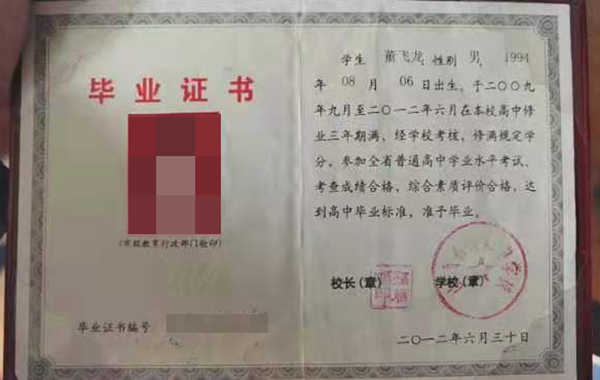 毕业证书
(市级教育行政部门验印)
毕业证书编号
学生 萧飞龙,性别 男,1994
年 08 月 06 日出生,于二〇〇九
年九月至二〇一二年六月在本校高中修
业三年期满、经学校考核,修满规定学
分。参加全省普通高中学业水平考试、
考查成绩合格,综合素质评价合格,达
到高中毕业标准,准予毕业。
校长(章) 学校(章)
二〇一二年六月三十日